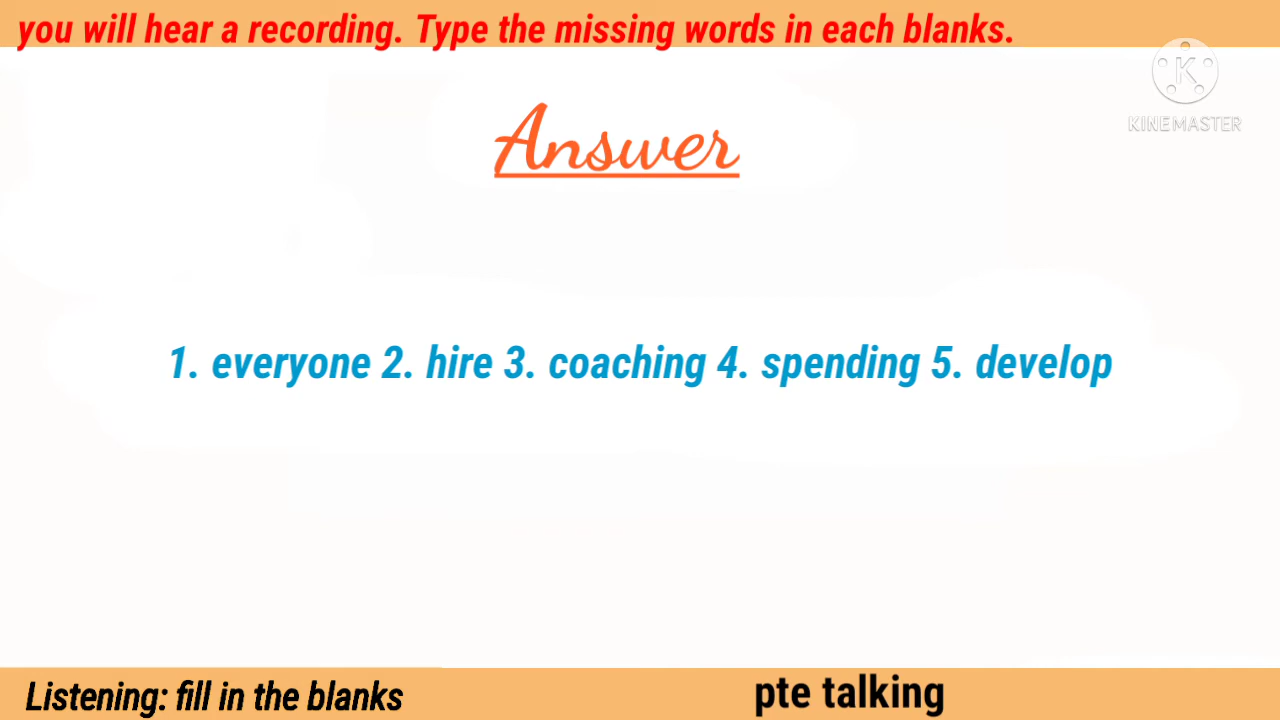 you will hear a recording. Type the missing words in each blanks.
KINEMASTER
Answer
1. everyone 2. hire 3. coaching 4. spending 5. develop
Listening: fill in the blanks
pte talking